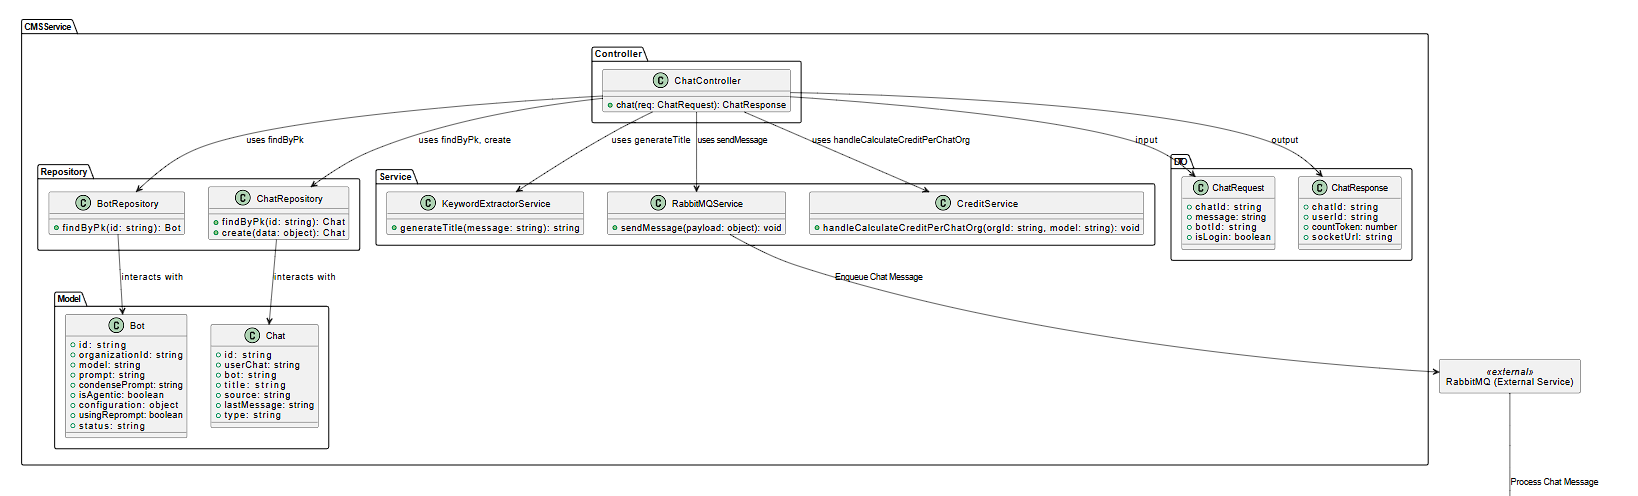 CMSService
Controller
C ChatController
chat(req: ChatRequest): ChatResponse
uses findByPk
uses findByPk, create
uses generateTitle
uses sendMessage
uses handleCalculateCreditPerChatOrg
input
output
Repository
C BotRepository
findByPk(id: string): Bot
C ChatRepository
findByPk(id: string): Chat
create(data: object): Chat
Service
C KeywordExtractorService
generateTitle(message: string): string
C RabbitMQService
sendMessage(payload: object): void
C CreditService
handleCalculateCreditPerChatOrg(orgId: string, model: string): void
DTO
C ChatRequest
chatId: string
message: string
botId: string
isLogin: boolean
C ChatResponse
chatId: string
userId: string
countToken: number
socketUrl: string
interacts with
interacts with
Enqueue Chat Message
Model
C Bot
id: string
organizationId: string
model: string
prompt: string
condensePrompt: string
isAgentic: boolean
configuration: object
usingReprompt: boolean
status: string
C Chat
id: string
userChat: string
bot: string
title: string
source: string
lastMessage: string
type: string
«external»
RabbitMQ (External Service)
Process Chat Message